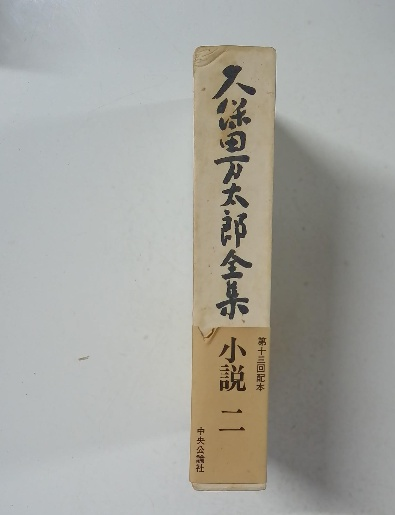 久保田万太郎全集
第十三回配本
小説 二
中央公論社